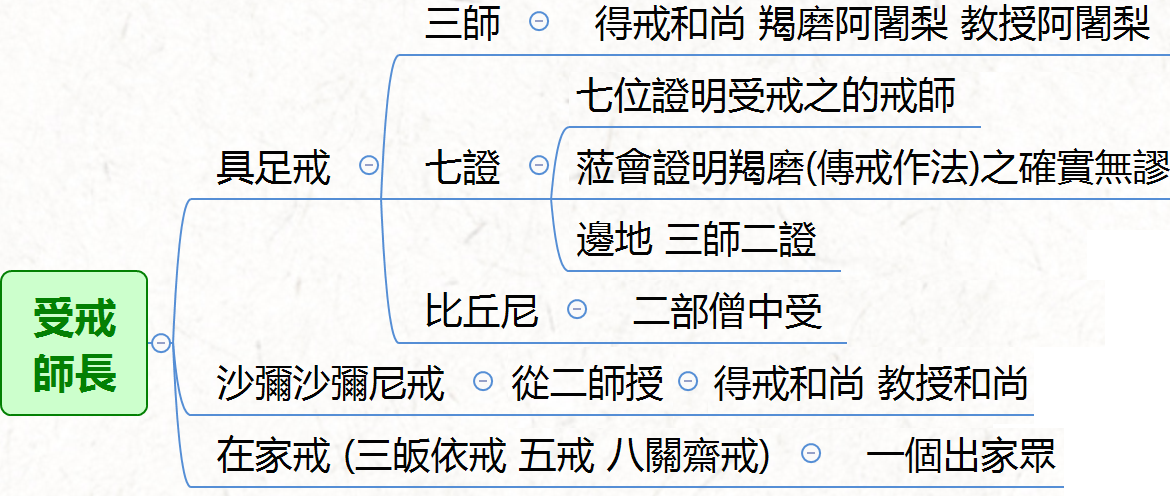 三師 得戒和尚 羯磨阿闍梨 教授阿闍梨
七位證明受戒之的戒師
具足戒 七證 蒞會證明羯磨(傳戒作法)之確實無謬
邊地 三師二證
比丘尼 二部僧中受
受戒
師長
沙彌沙彌尼戒 從二師授 得戒和尚 教授和尚
在家戒 (三皈依戒 五戒 八關齋戒) 一個出家眾